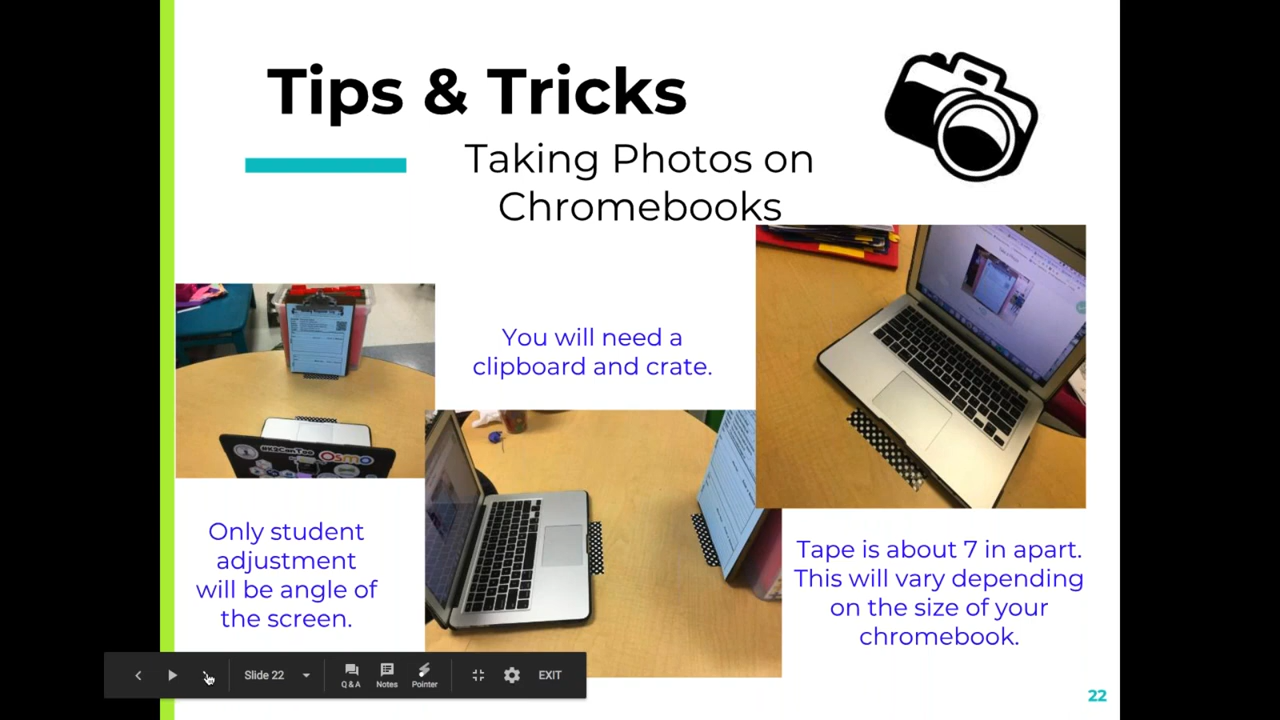 Tips & Tricks
Taking Photos on
Chromebooks
You will need a
clipboard and crate.
Osmo
Only student
adjustment
will be angle of
the screen.
Tape is about 7 in apart.
This will vary depending
on the size of your
chromebook.
Slide 22
Q & A
Notes
Pointer
EXIT
22